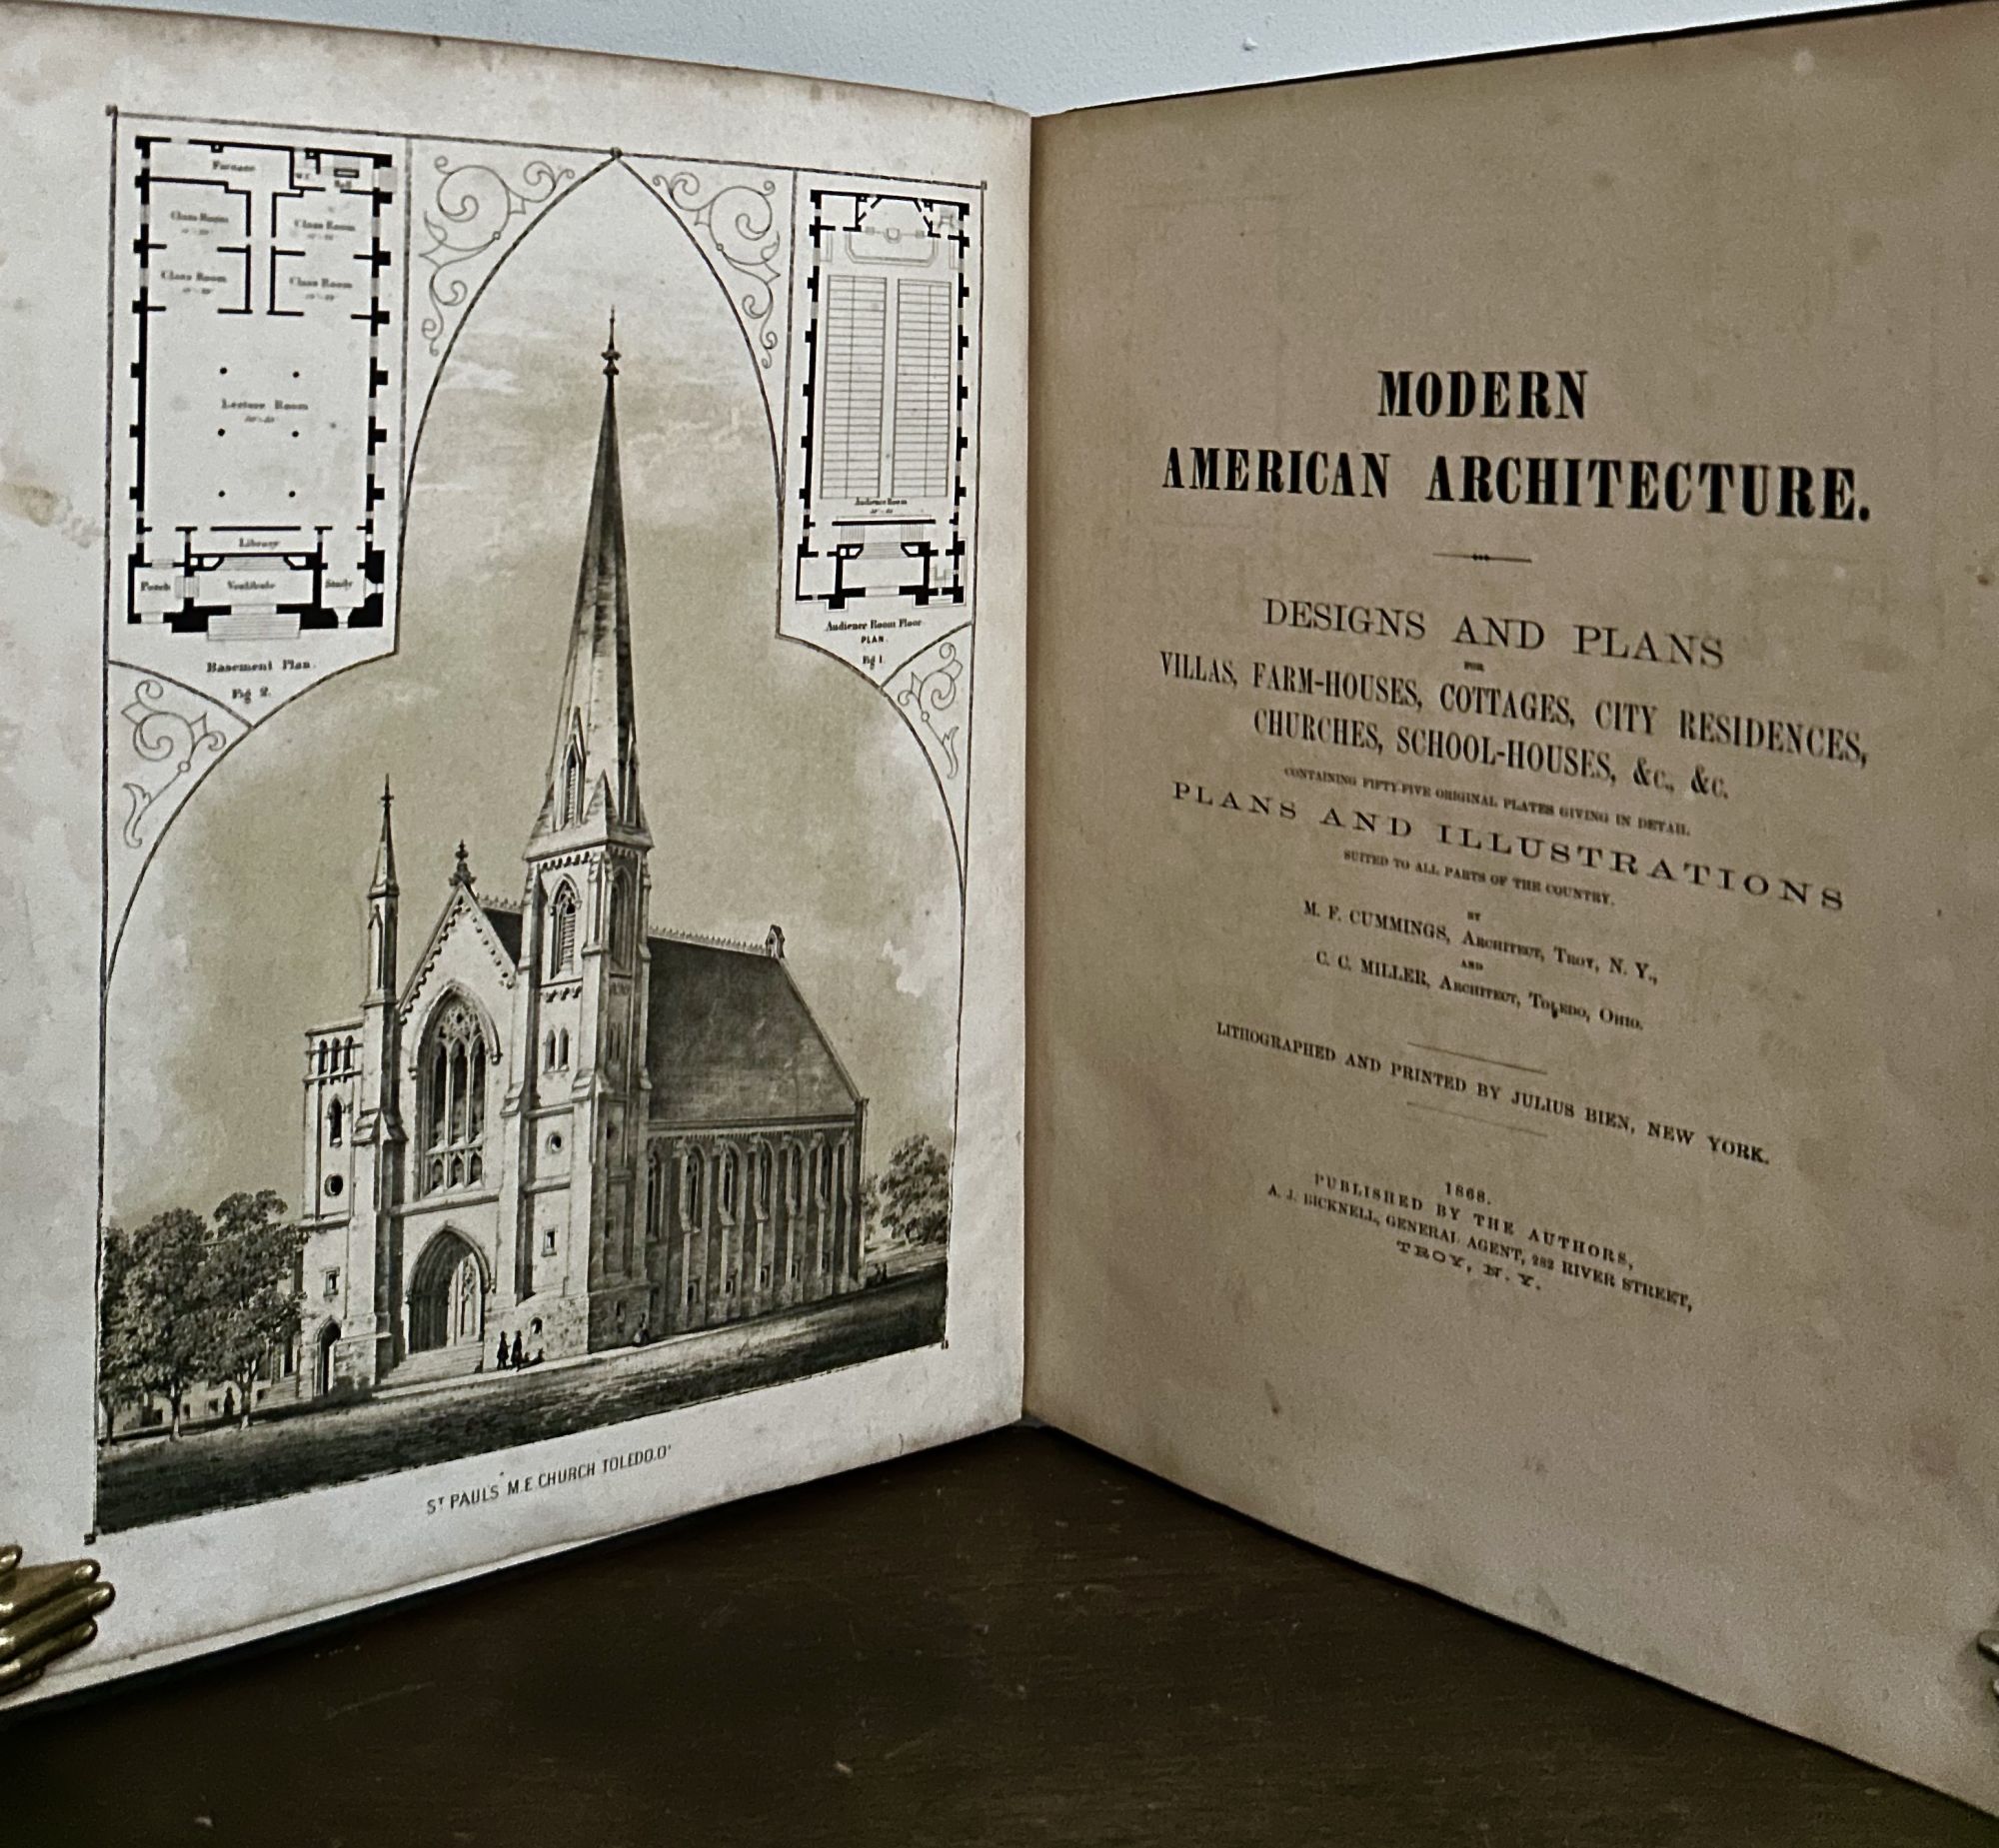 Furnace
W.C.
Class Room
Class Room
Class Room
Class Room
Lecture Room
Library
Porch
Vestibule
Study
Basement Plan.
Fig 2.
Audience Room
Audience Room Floor
PLAN.
Fig 1.
ST PAULS M.E CHURCH TOLEDO.O'
MODERN
AMERICAN ARCHITECTURE.
DESIGNS AND PLANS
FOR
VILLAS, FARM-HOUSES, COTTAGES, CITY RESIDENCES,
CHURCHES, SCHOOL-HOUSES, &c., &c.
CONTAINING FIFTY-FIVE ORIGINAL PLATES GIVING IN DETAIL
PLANS AND ILLUSTRATIONS
SUITED TO ALL PARTS OF THE COUNTRY.
BY
M. F. CUMMINGS, ARCHITECT, TROY, N. Y.,
AND
C. C. MILLER, ARCHITECT, TOLEDO, OHIO.
LITHOGRAPHED AND PRINTED BY JULIUS BIEN, NEW YORK.
1868.
PUBLISHED BY THE AUTHORS,
A. J. BICKNELL, GENERAL AGENT, 282 RIVER STREET,
TROY, N. Y.